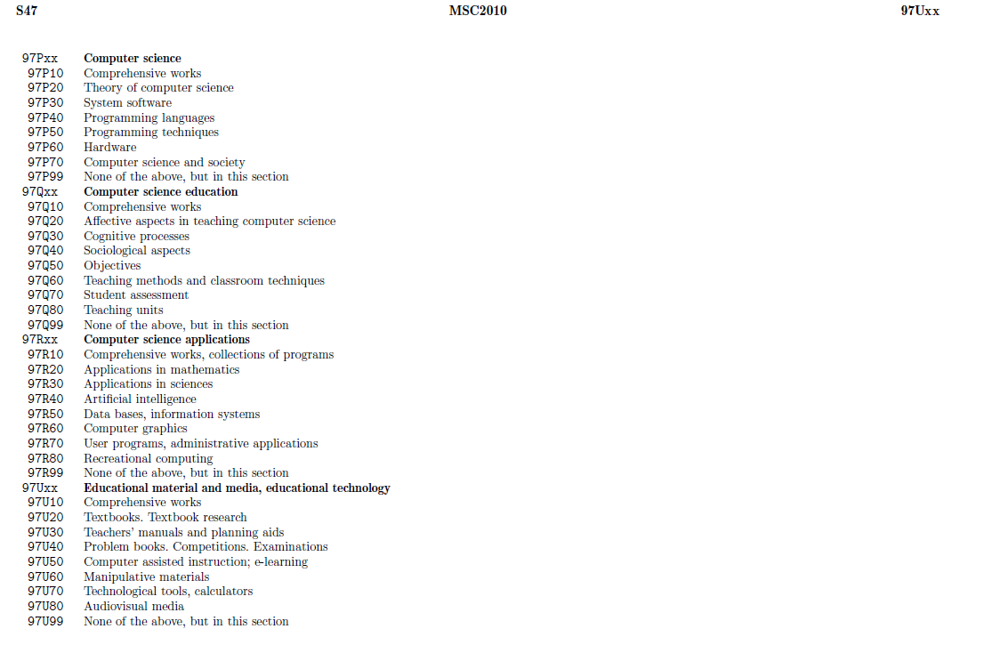 S47 MSC2010 97Uxx
97Pxx Computer science
97P10 Comprehensive works
97P20 Theory of computer science
97P30 System software
97P40 Programming languages
97P50 Programming techniques
97P60 Hardware
97P70 Computer science and society
97P99 None of the above, but in this section
97Qxx Computer science education
97Q10 Comprehensive works
97Q20 Affective aspects in teaching computer science
97Q30 Cognitive processes
97Q40 Sociological aspects
97Q50 Objectives
97Q60 Teaching methods and classroom techniques
97Q70 Student assessment
97Q80 Teaching units
97Q99 None of the above, but in this section
97Rxx Computer science applications
97R10 Comprehensive works, collections of programs
97R20 Applications in mathematics
97R30 Applications in sciences
97R40 Artificial intelligence
97R50 Data bases, information systems
97R60 Computer graphics
97R70 User programs, administrative applications
97R80 Recreational computing
97R99 None of the above, but in this section
97Uxx Educational material and media, educational technology
97U10 Comprehensive works
97U20 Textbooks. Textbook research
97U30 Teachers' manuals and planning aids
97U40 Problem books. Competitions. Examinations
97U50 Computer assisted instruction; e-learning
97U60 Manipulative materials
97U70 Technological tools, calculators
97U80 Audiovisual media
97U99 None of the above, but in this section